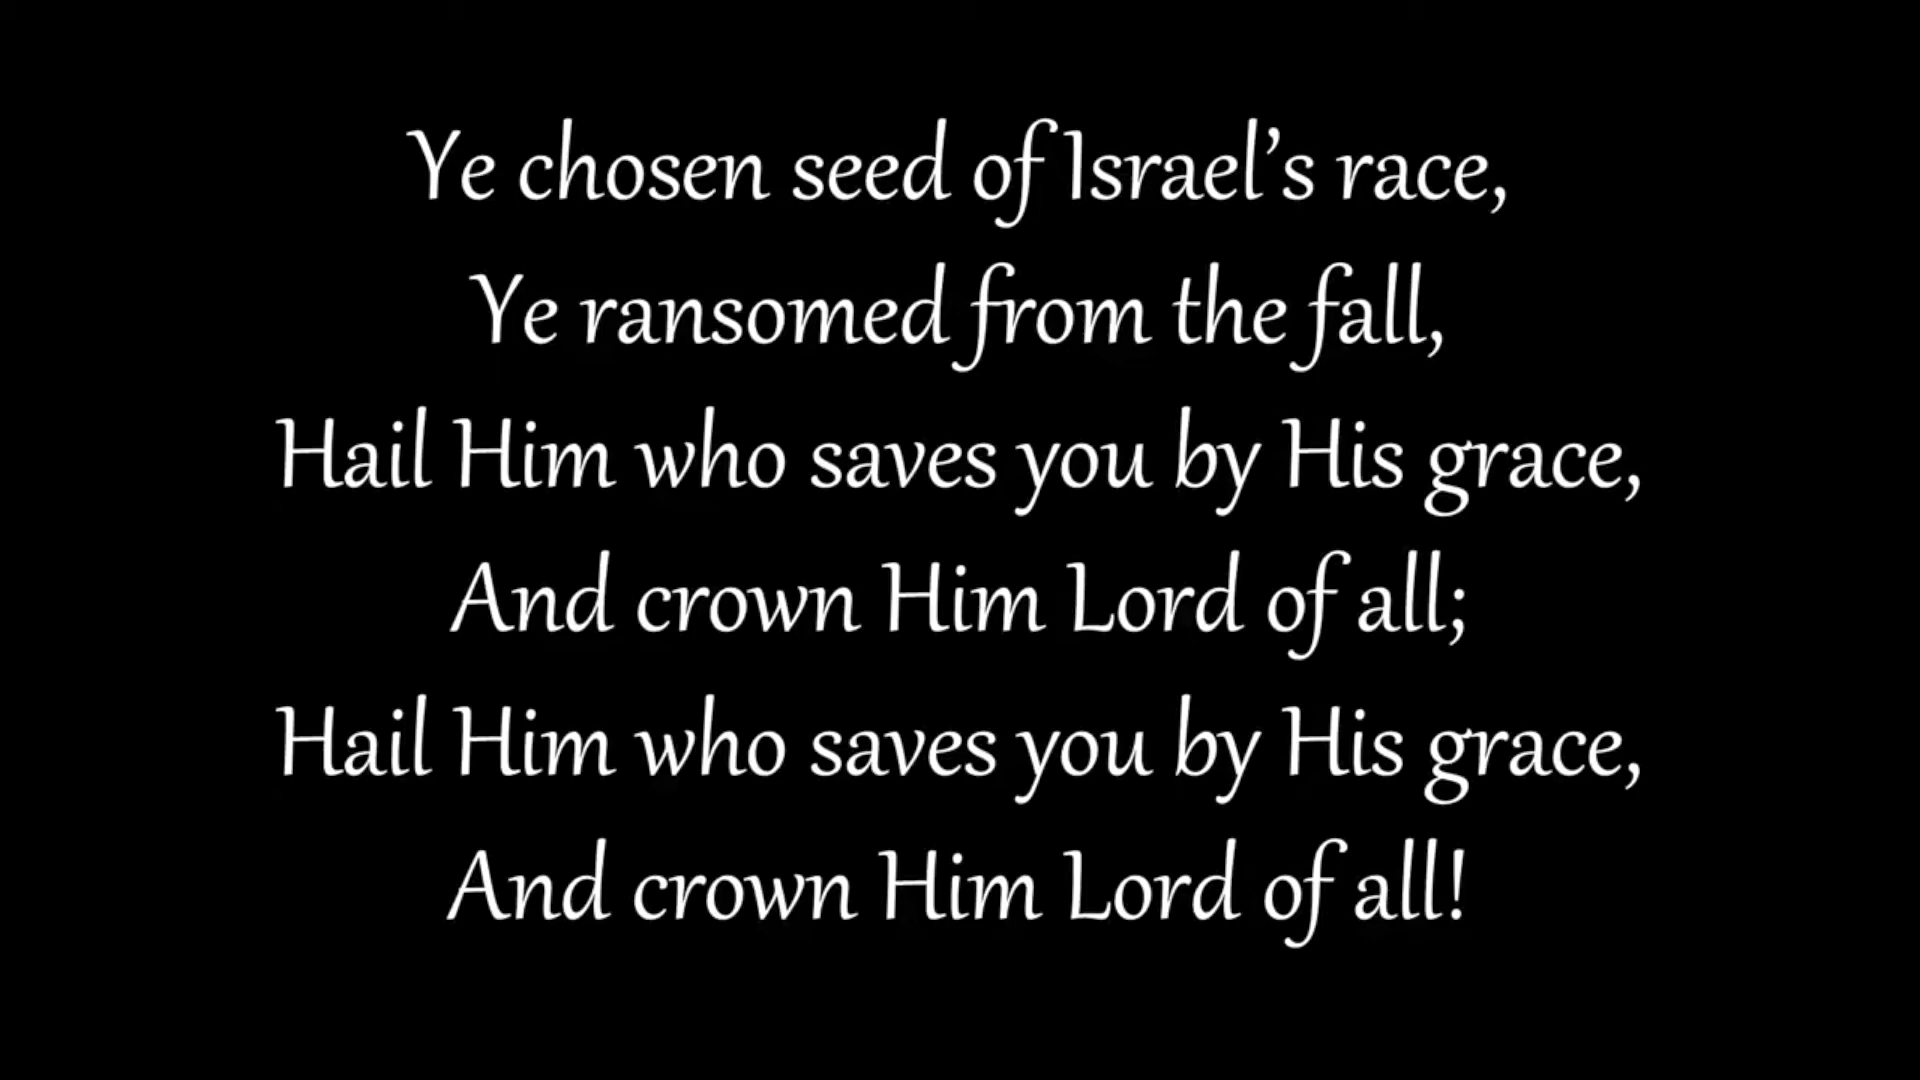 Ye chosen seed of Israel’s race,
Ye ransomed from the fall,
Hail Him who saves you by His grace,
And crown Him Lord of all;
Hail Him who saves you by His grace,
And crown Him Lord of all!